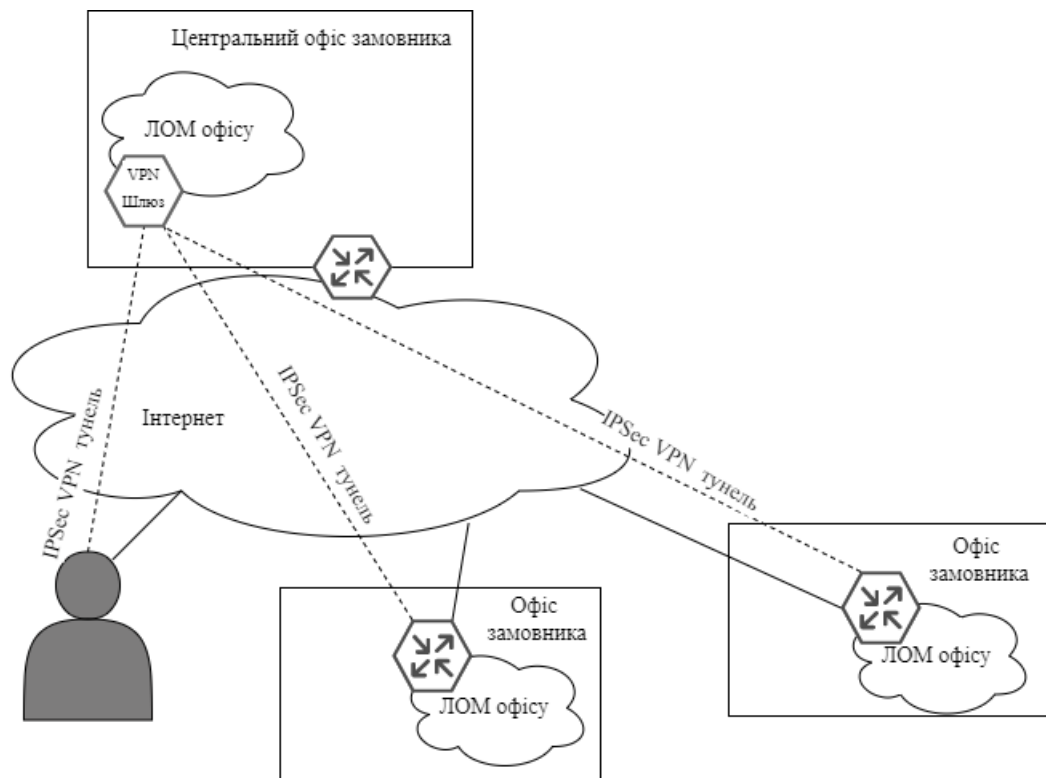 Центральний офіс замовника
ЛОМ офісу
VPN
Шлюз
IPSec VPN тунель
IPSec VPN тунель
IPSec VPN тунель
Інтернет
Офіс
замовника
ЛОМ офісу
Офіс
замовника
ЛОМ офісу